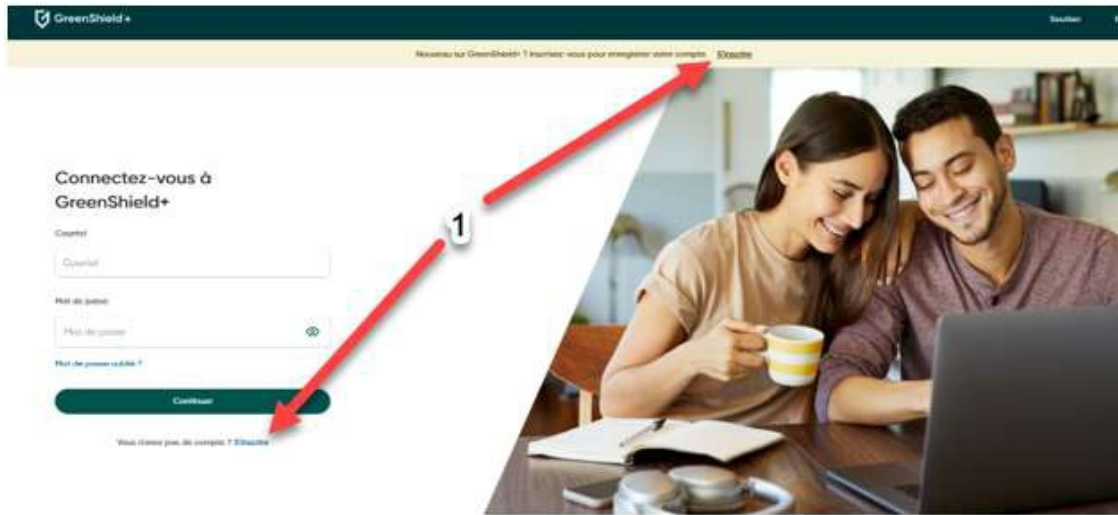 GreenShield+
Soutien
Nouveau sur GreenShield+ ? Inscrivez-vous pour enregistrer votre compte. S'inscrire
Connectez-vous à
GreenShield+
1
Courriel
Courriel
Mot de passe
Mot de passe
Mot de passe oublié ?
Continuer
Vous n'avez pas de compte ? S'inscrire